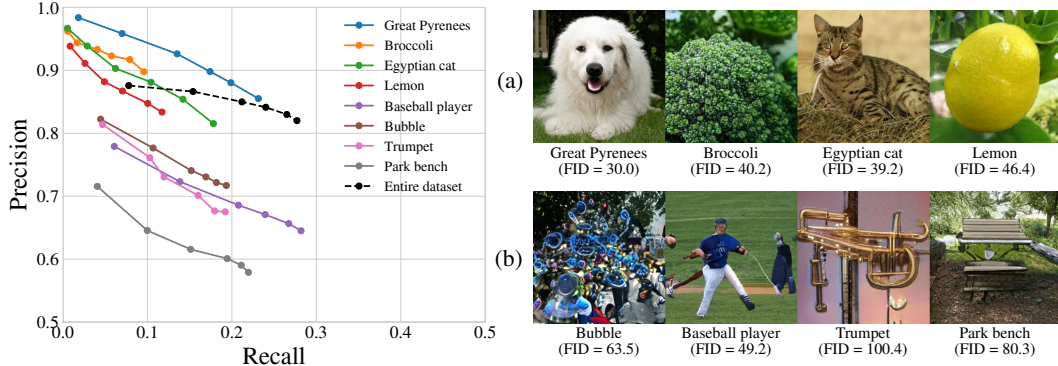 1.0
0.9
0.8
0.7
0.6
0.5
0.0
0.1
0.2
0.3
0.4
0.5
Precision
Recall
Great Pyrenees
Broccoli
Egyptian cat
Lemon
Baseball player
Bubble
Trumpet
Park bench
Entire dataset
(a)
Great Pyrenees
(FID = 30.0)
Broccoli
(FID = 40.2)
Egyptian cat
(FID = 39.2)
Lemon
(FID = 46.4)
(b)
Bubble
(FID = 63.5)
Baseball player
(FID = 49.2)
Trumpet
(FID = 100.4)
Park bench
(FID = 80.3)